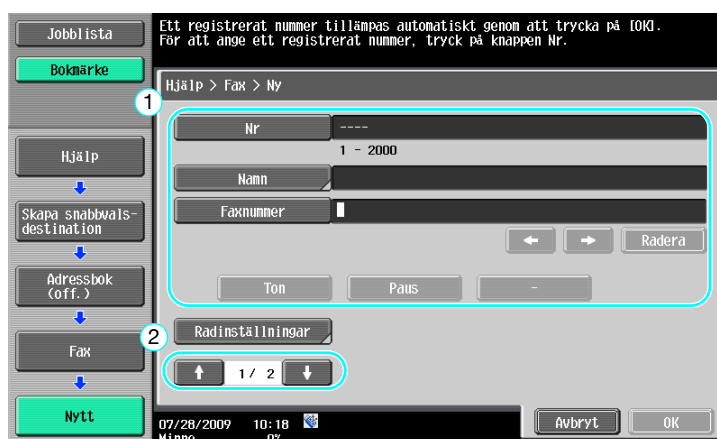 Jobblista
Bokmärke
Ett registrerat nummer tillämpas automatiskt genom att trycka på [OK].
För att ange ett registrerat nummer, tryck på knappen Nr.
Hjälp > Fax > Ny
1
Nr
----
1 - 2000
Namn
Faxnummer
Radera
Ton
Paus
-
2
Radinställningar
1/ 2
Hjälp
Skapa snabbvals-
destination
Adressbok
(off.)
Fax
Nytt
07/28/2009 10:18
Minne 0%
Avbryt
OK